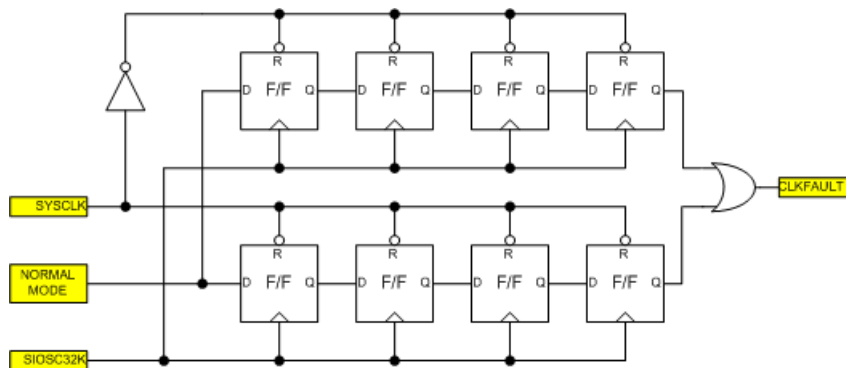 R
R
R
R
D F/F
D F/F Q
D F/F Q
D F/F Q
CLKFAULT
SYSCLK
R
R
R
R
NORMAL
MODE
D F/F Q
D F/F Q
D F/F Q
D F/F Q
SIOSC32K